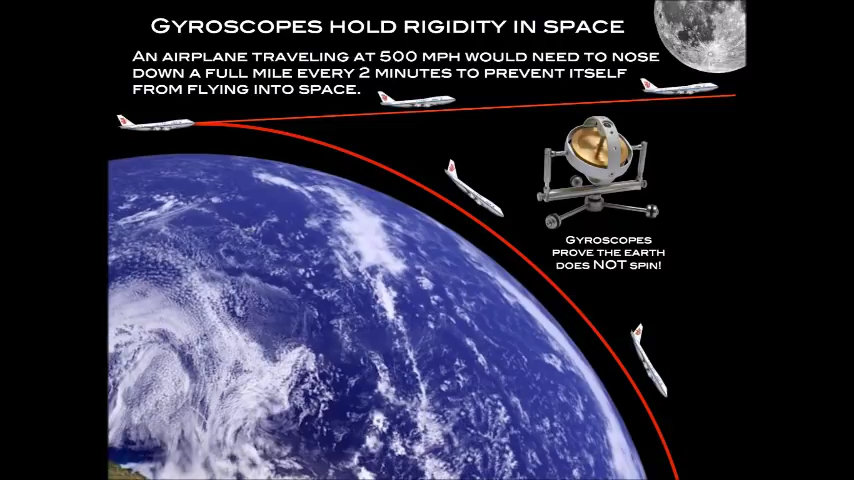 Gyroscopes hold rigidity in space
An airplane traveling at 500 mph would need to nose
down a full mile every 2 minutes to prevent itself
from flying into space.
Gyroscopes
prove the earth
does NOT spin!